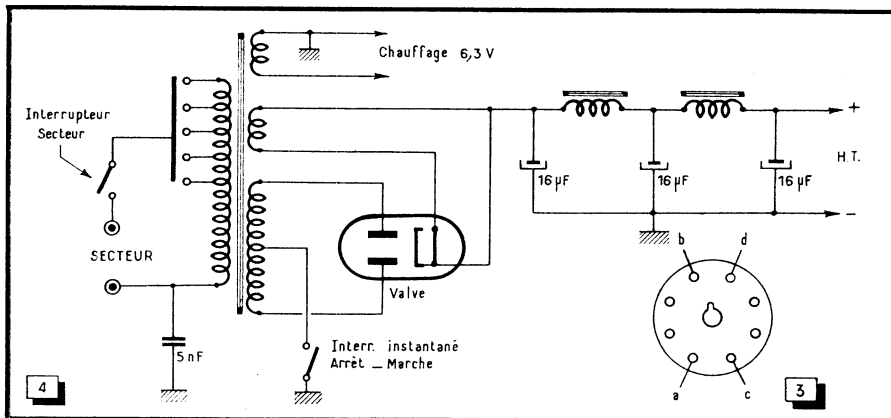 Chauffage 6,3 V
Interrupteur
Secteur
SECTEUR
5 nF
4
Valve
Interr. instantané
Arrêt _ Marche
16 µF
16 µF
16 µF
+
H.T.
-
b
d
a
c
3